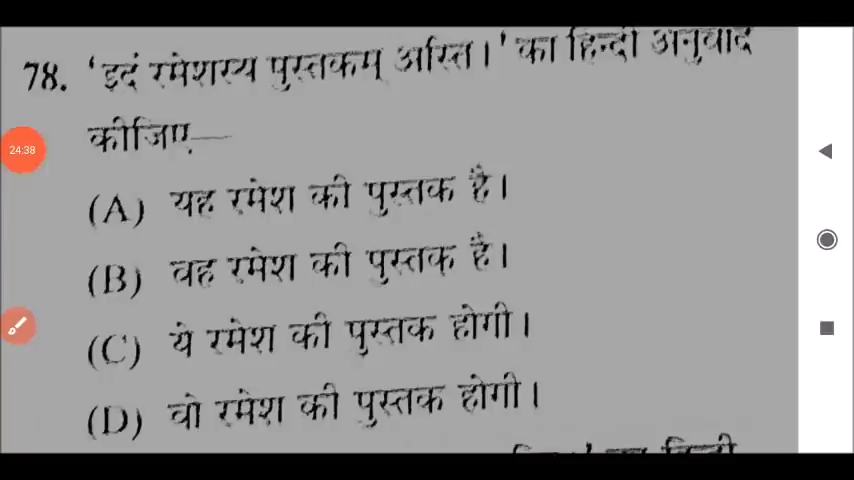 78. 'इदं रमेशस्य पुस्तकम् अस्ति।' का हिन्दी अनुवाद
कीजिए—
24:38
(A) यह रमेश की पुस्तक है।
(B) वह रमेश की पुस्तक है।
(C) ये रमेश की पुस्तक होगी।
(D) वो रमेश की पुस्तक होगी।
हिन्दी